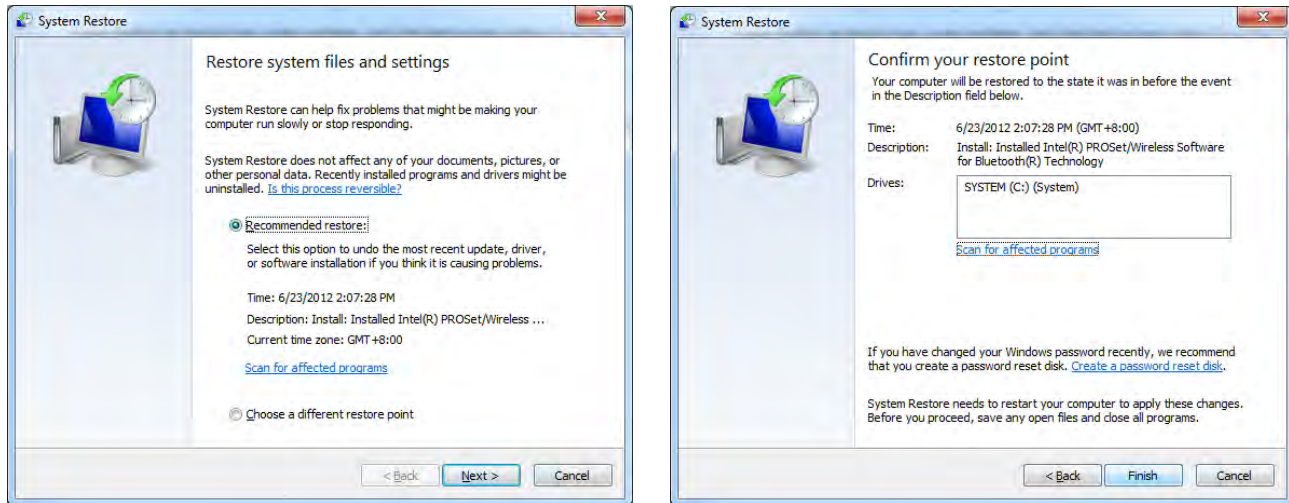 System Restore
Restore system files and settings
System Restore can help fix problems that might be making your
computer run slowly or stop responding.
System Restore does not affect any of your documents, pictures, or
other personal data. Recently installed programs and drivers might be
uninstalled. Is this process reversible?
Recommended restore:
Select this option to undo the most recent update, driver,
or software installation if you think it is causing problems.
Time: 6/23/2012 2:07:28 PM
Description: Install: Installed Intel(R) PROSet/Wireless ...
Current time zone: GMT+8:00
Scan for affected programs
Choose a different restore point
< Back
Next >
Cancel
System Restore
Confirm your restore point
Your computer will be restored to the state it was in before the event
in the Description field below.
Time: 6/23/2012 2:07:28 PM (GMT+8:00)
Description: Install: Installed Intel(R) PROSet/Wireless Software
for Bluetooth(R) Technology
Drives: SYSTEM (C:) (System)
Scan for affected programs
If you have changed your Windows password recently, we recommend
that you create a password reset disk. Create a password reset disk.
System Restore needs to restart your computer to apply these changes.
Before you proceed, save any open files and close all programs.
< Back
Finish
Cancel